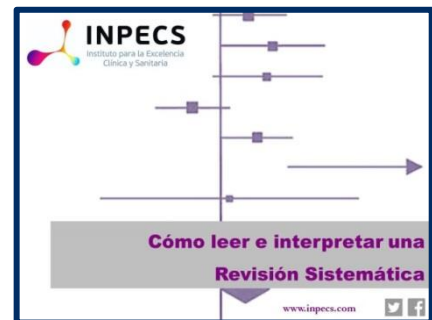 INPECS
Instituto para la Excelencia
Clínica y Sanitaria
Cómo leer e interpretar una
Revisión Sistemática
www.inpecs.com